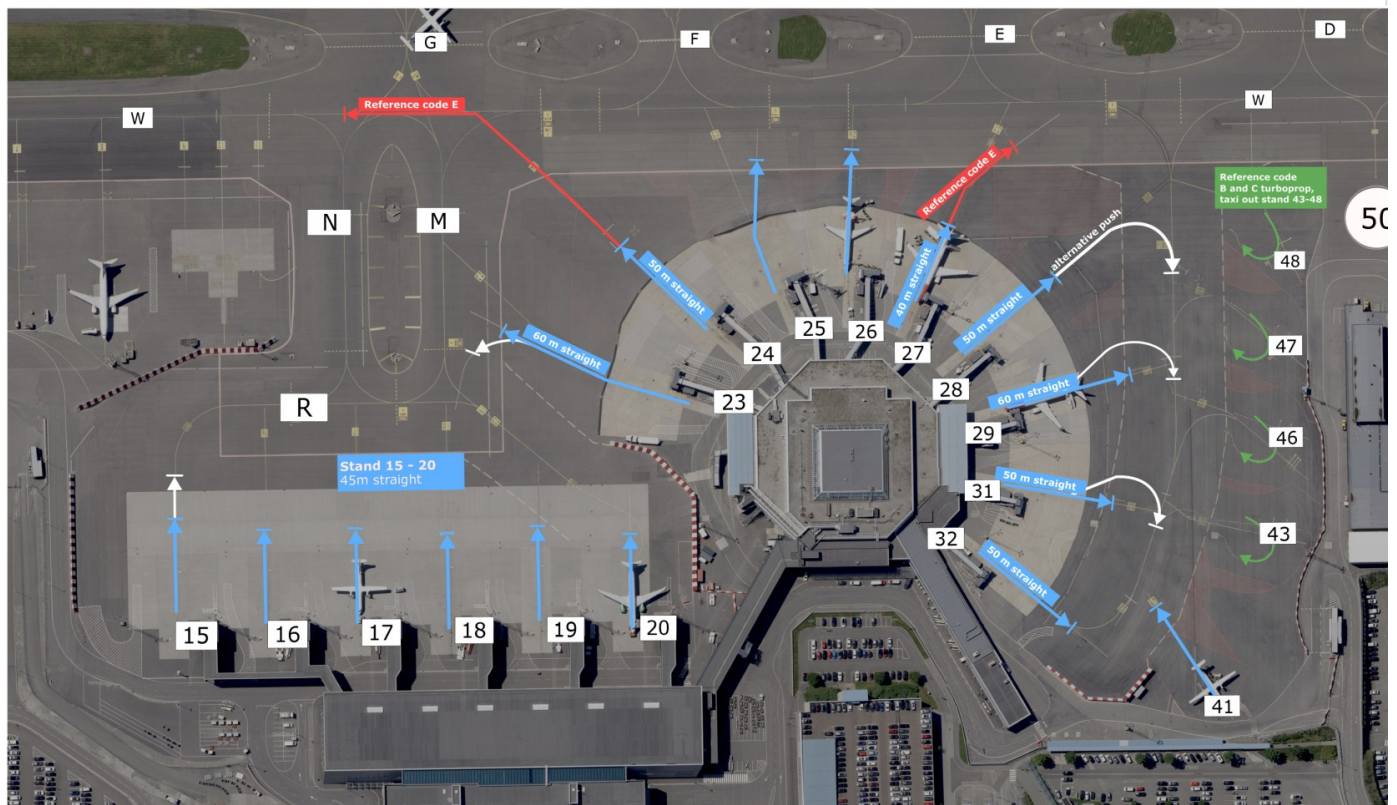 G
F
E
D
Reference code E
W
W
Reference code E
Reference code
B and C turboprop,
taxi out stand 43-48
N
M
50
alternative push
48
50 m straight
40 m straight
50 m straight
60 m straight
25
26
27
47
24
28
60 m straight
R
23
29
46
Stand 15 - 20
45m straight
50 m straight
31
32
43
50 m straight
15
16
17
18
19
20
41